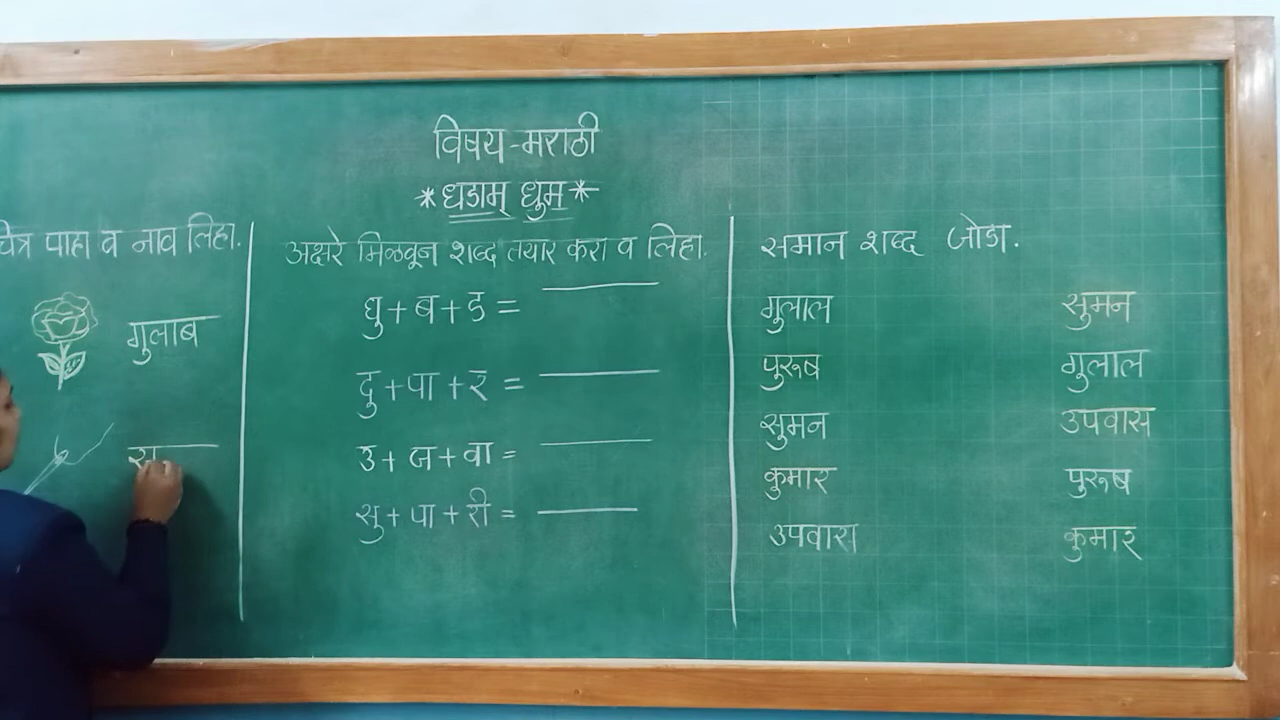 विषय-मराठी
* धडाम् धुम *
चित्र पाहा व नाव लिहा.
गुलाब
सु
अक्षरे मिळवून शब्द तयार करा व लिहा.
धु+ब+ड =
दु+पा+र =
उ+ज+वा =
सु+पा+री =
समान शब्द जोडा.
गुलाल सुमन
पुरूष गुलाल
सुमन उपवास
कुमार पुरूष
उपवास कुमार